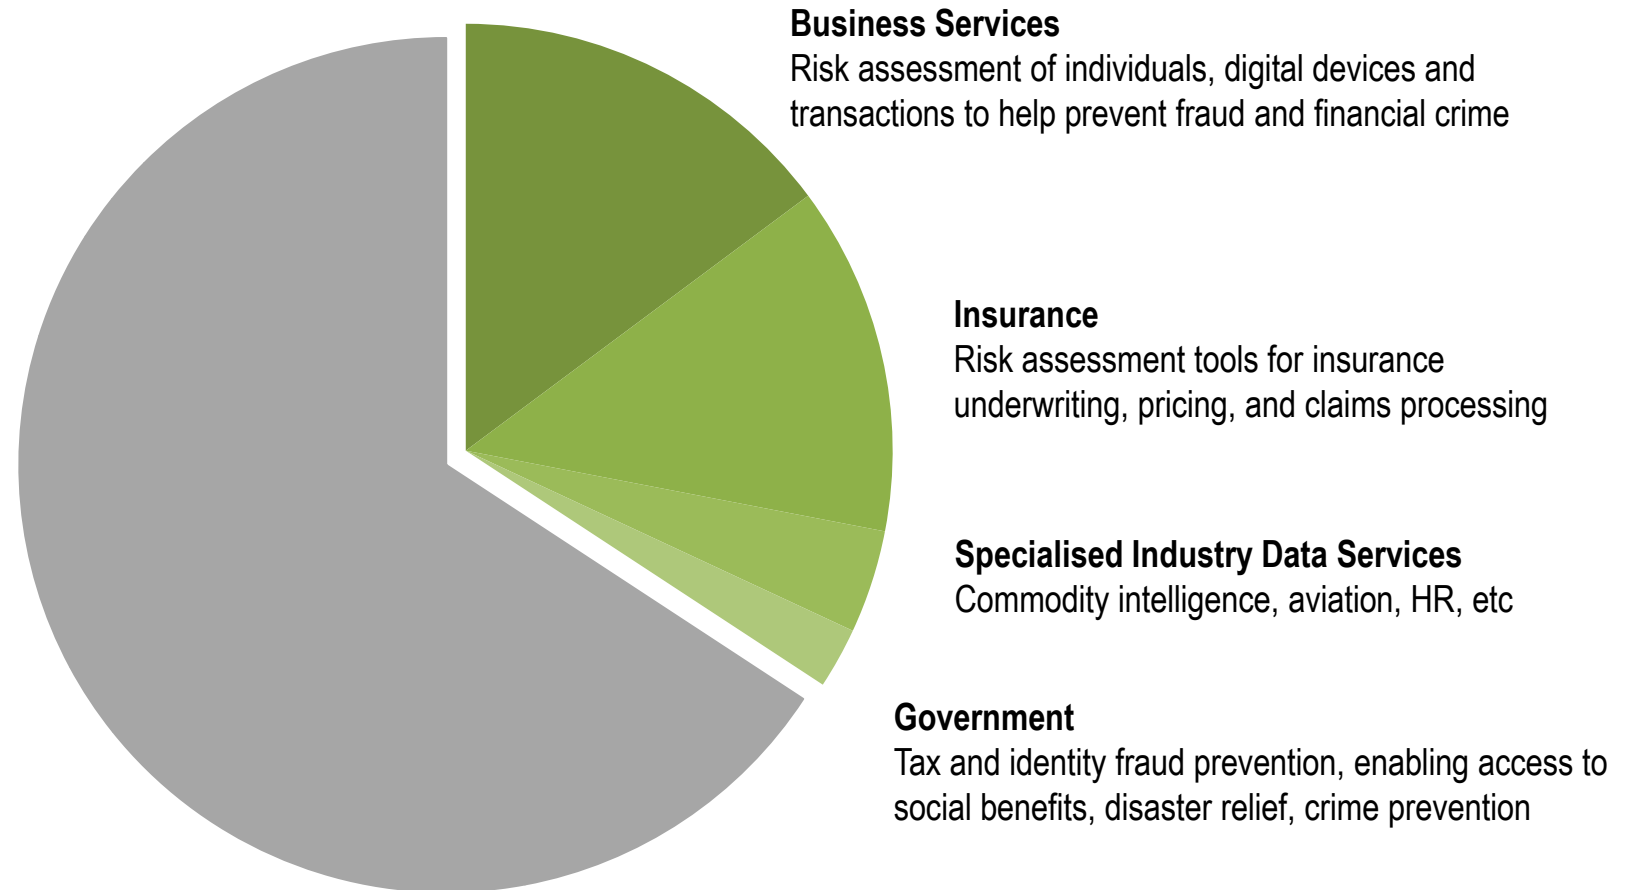 Business Services
Risk assessment of individuals, digital devices and
transactions to help prevent fraud and financial crime
Insurance
Risk assessment tools for insurance
underwriting, pricing, and claims processing
Specialised Industry Data Services
Commodity intelligence, aviation, HR, etc
Government
Tax and identity fraud prevention, enabling access to
social benefits, disaster relief, crime prevention